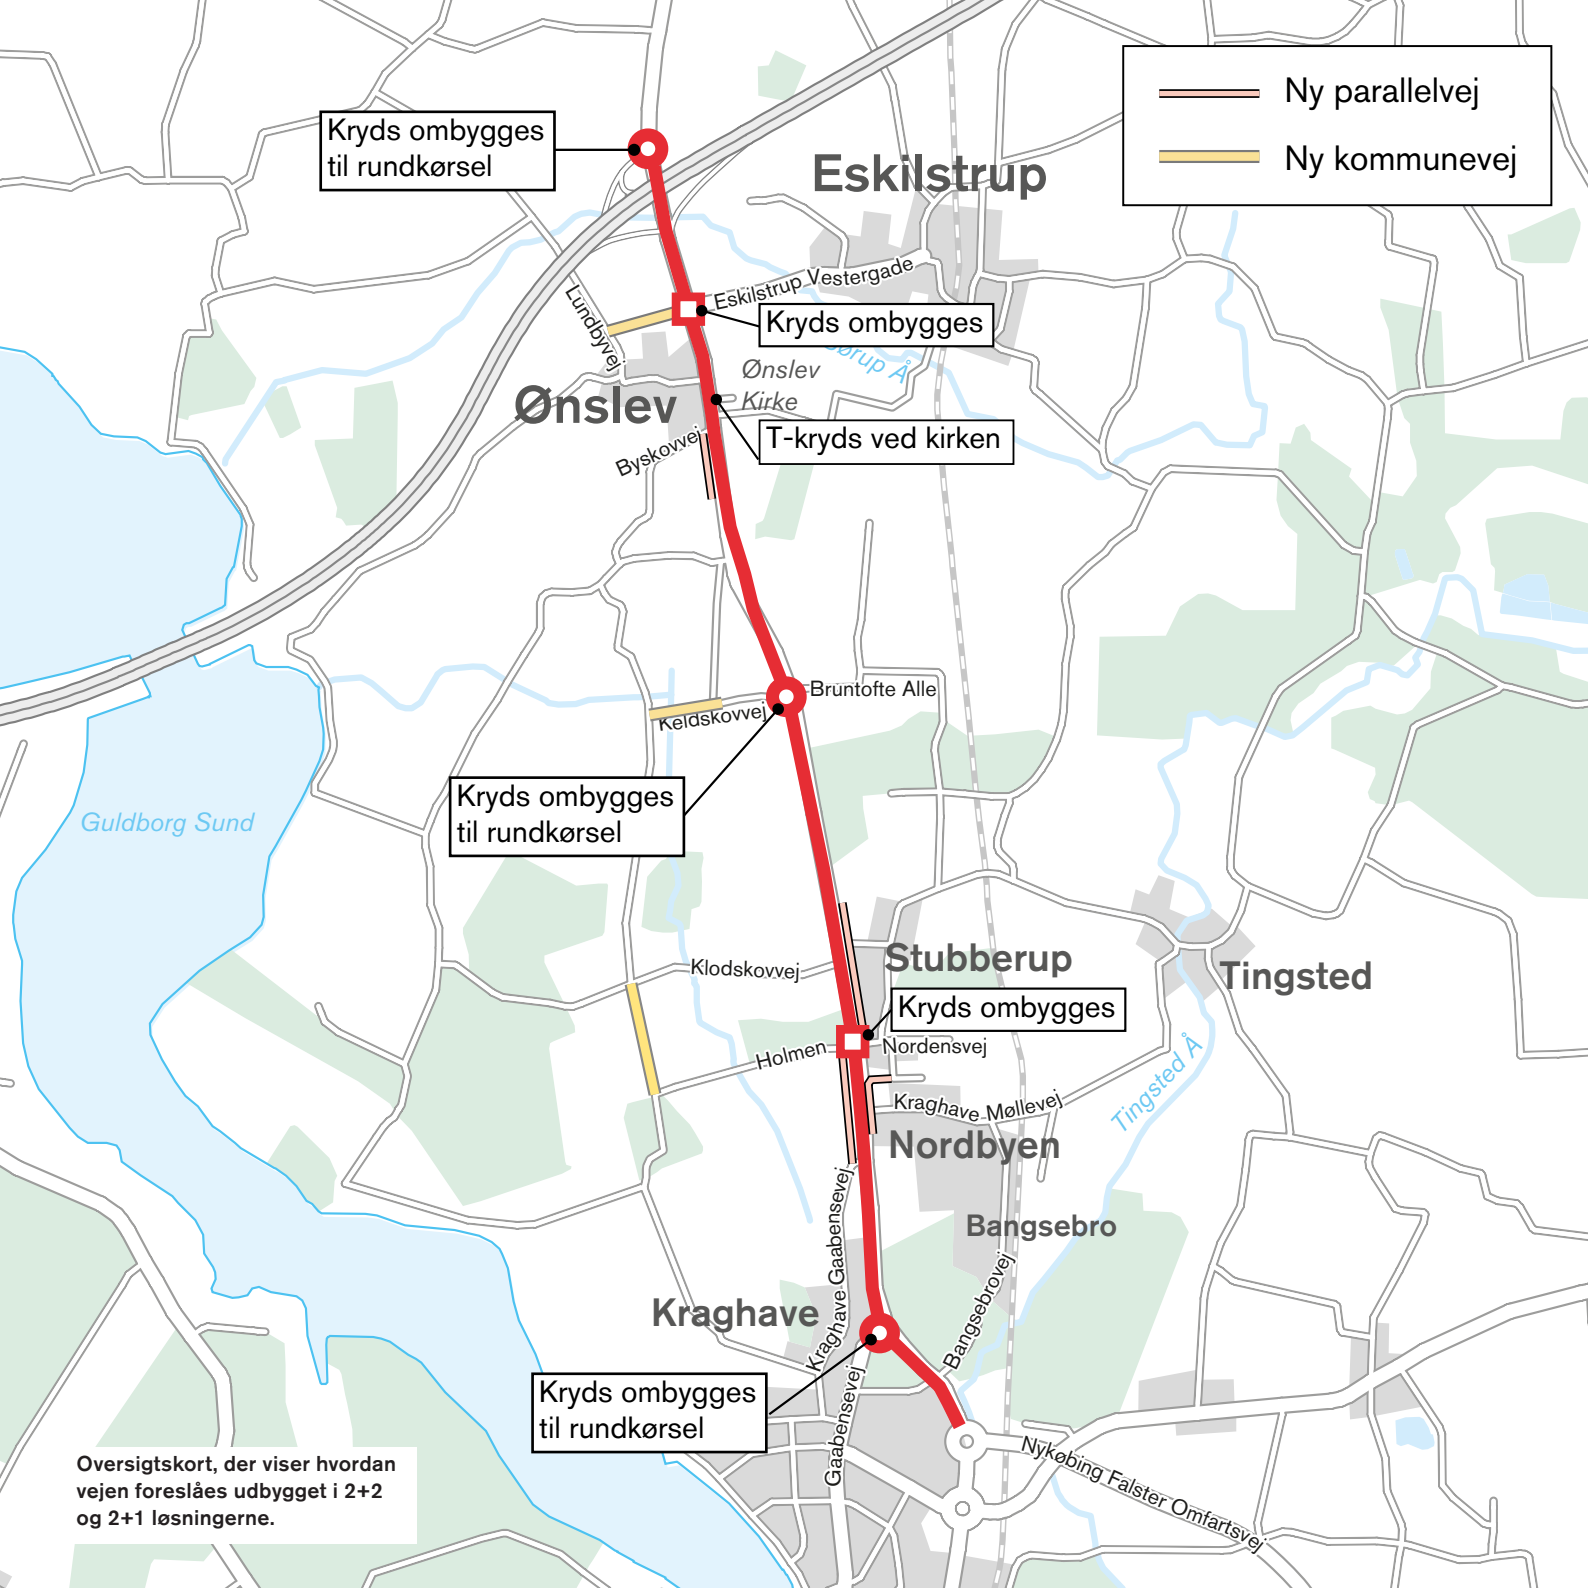 Ny parallelvej
Ny kommunevej
Kryds ombygges
til rundkørsel
Eskilstrup
Eskilstrup Vestergade
Lundbyvej
Kryds ombygges
ørup Å
Ønslev
Kirke
Ønslev
T-kryds ved kirken
Byskovvej
Bruntofte Alle
Keldskovvej
Kryds ombygges
til rundkørsel
Guldborg Sund
Stubberup
Klodskovvej
Tingsted
Kryds ombygges
Nordensvej
Holmen
Tingsted Å
Kraghave Møllevej
Nordbyen
Kraghave Gaabensevej
Bangsebro
Bangsebrovej
Kraghave
Gaabensevej
Kryds ombygges
til rundkørsel
Nykøbing Falster Omfartsvej
Oversigtskort, der viser hvordan
vejen foreslåes udbygget i 2+2
og 2+1 løsningerne.